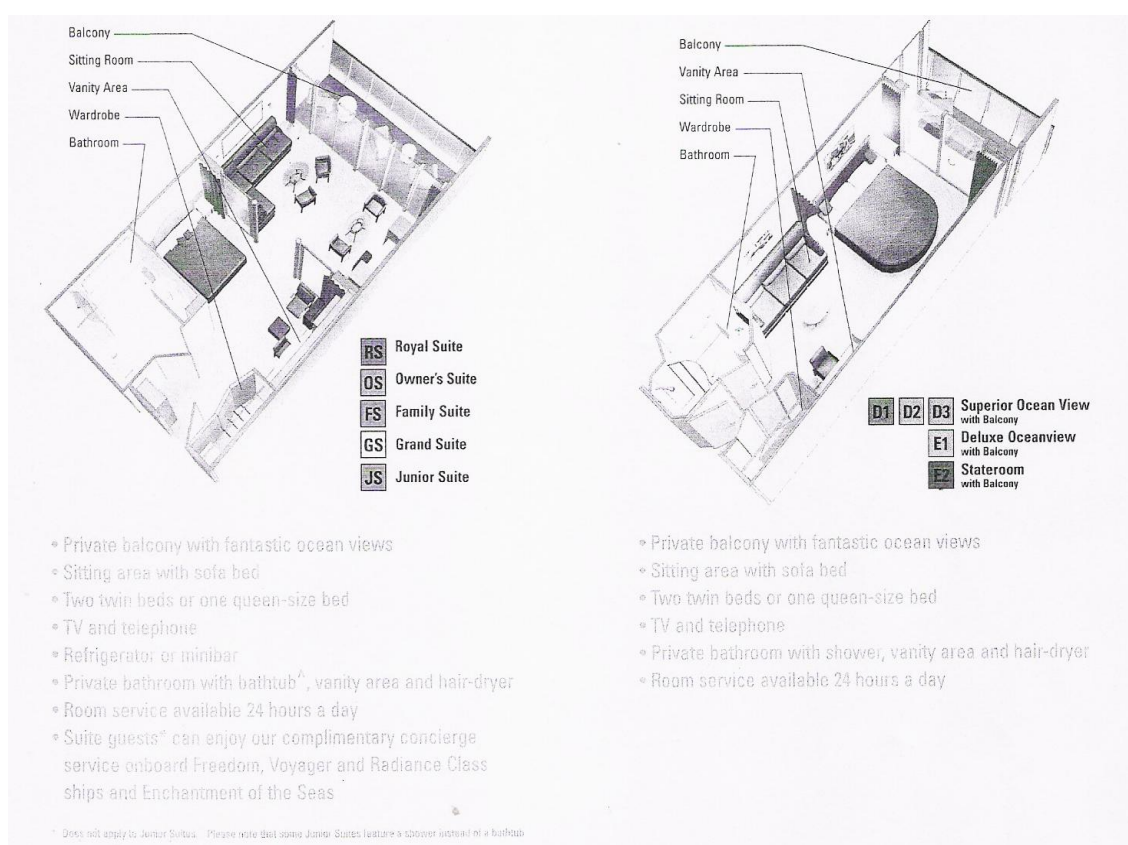 Balcony
Sitting Room
Vanity Area
Wardrobe
Bathroom
RS Royal Suite
OS Owner's Suite
FS Family Suite
GS Grand Suite
JS Junior Suite
• Private balcony with fantastic ocean views
• Sitting area with sofa bed
• Two twin beds or one queen-size bed
• TV and telephone
• Refrigerator or minibar
• Private bathroom with bathtub^, vanity area and hair-dryer
• Room service available 24 hours a day
• Suite guests* can enjoy our complimentary concierge
service onboard Freedom, Voyager and Radiance Class
ships and Enchantment of the Seas
* Does not apply to Junior Suites. Please note that some Junior Suites feature a shower instead of a bathtub
Balcony
Vanity Area
Sitting Room
Wardrobe
Bathroom
D1 D2 D3 Superior Ocean View
with Balcony
E1 Deluxe Oceanview
with Balcony
E2 Stateroom
with Balcony
• Private balcony with fantastic ocean views
• Sitting area with sofa bed
• Two twin beds or one queen-size bed
• TV and telephone
• Private bathroom with shower, vanity area and hair-dryer
• Room service available 24 hours a day